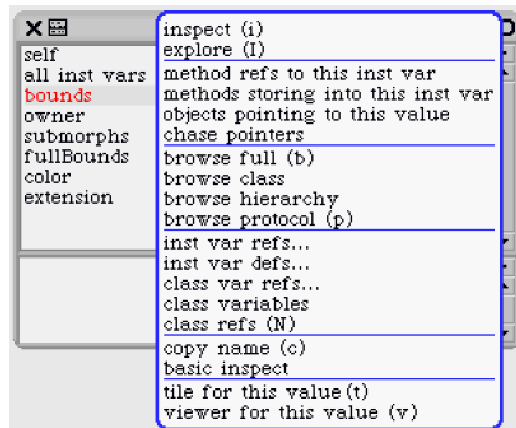 self
all inst vars
bounds
owner
submorphs
fullBounds
color
extension
inspect (i)
explore (I)
method refs to this inst var
methods storing into this inst var
objects pointing to this value
chase pointers
browse full (b)
browse class
browse hierarchy
browse protocol (p)
inst var refs...
inst var defs...
class var refs...
class variables
class refs (N)
copy name (c)
basic inspect
tile for this value (t)
viewer for this value (v)